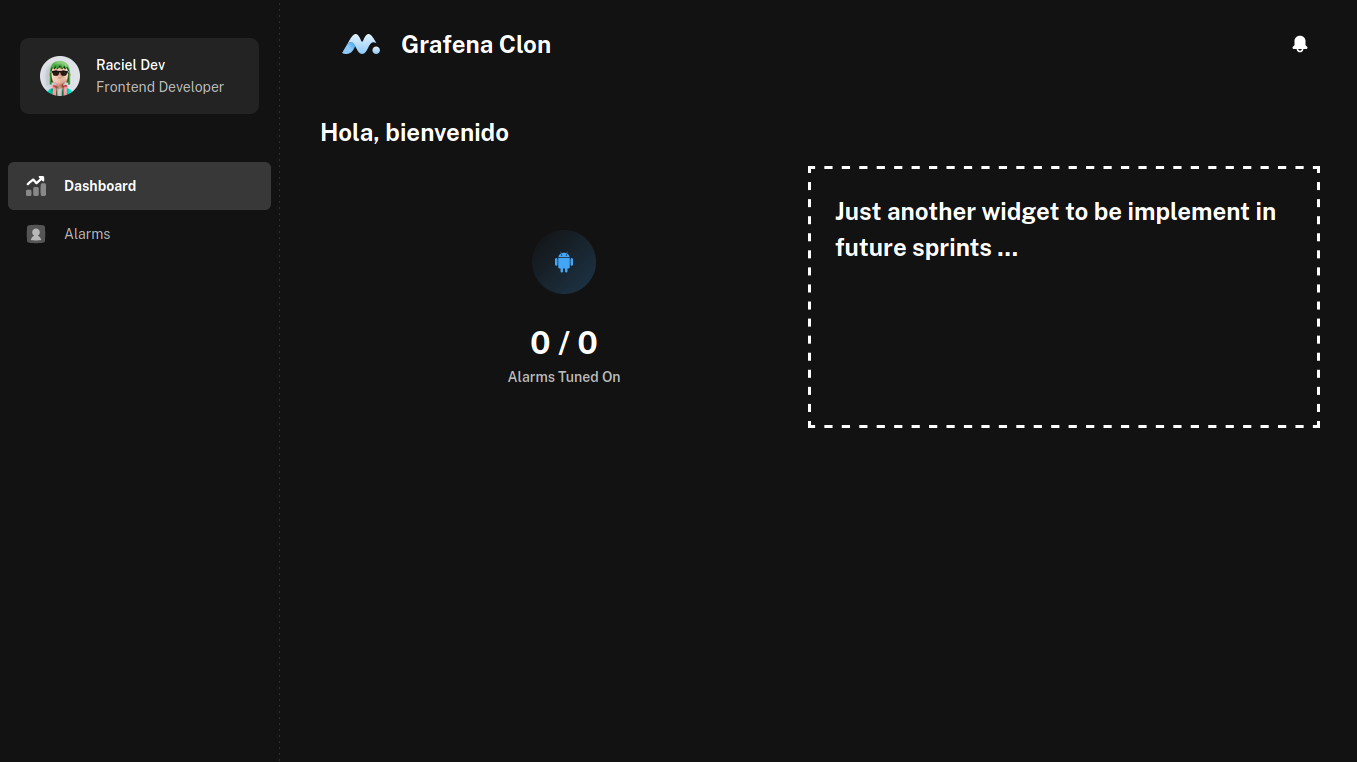 Raciel Dev
Frontend Developer
Dashboard
Alarms
Grafena Clon
Hola, bienvenido
0 / 0
Alarms Tuned On
Just another widget to be implement in
future sprints ...